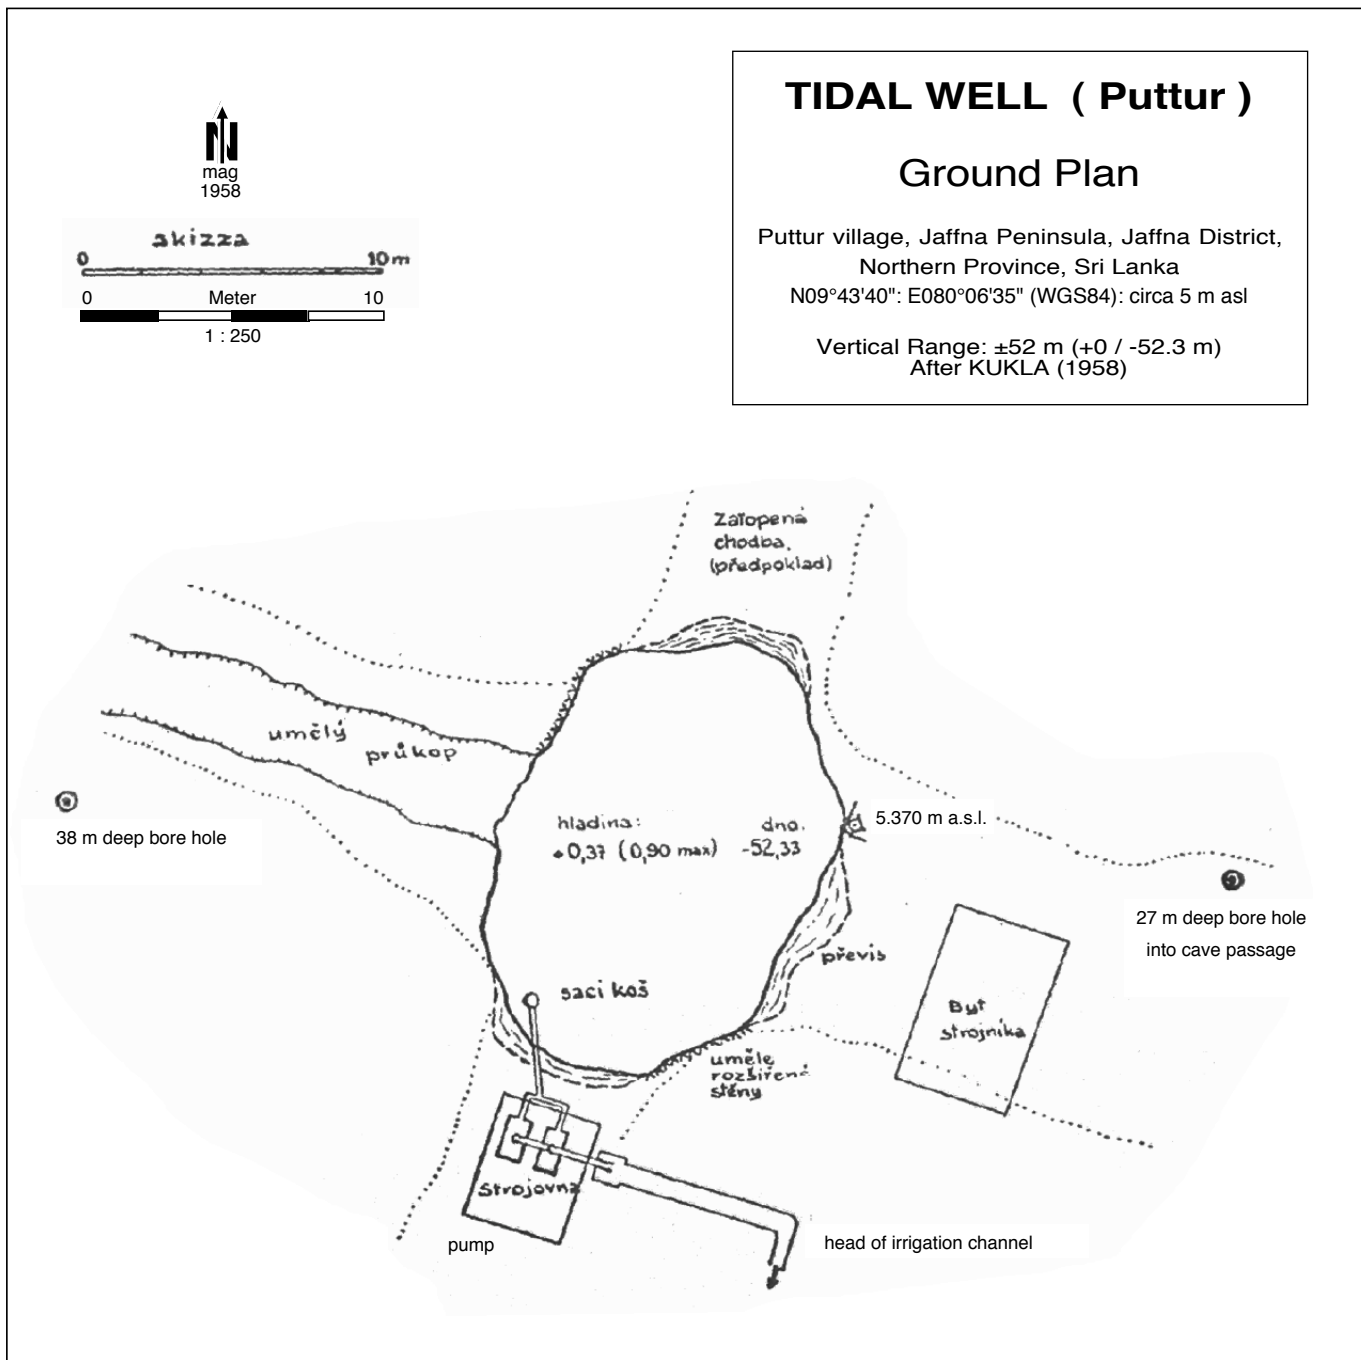 TIDAL WELL ( Puttur )
Ground Plan
Puttur village, Jaffna Peninsula, Jaffna District,
Northern Province, Sri Lanka
N09°43'40": E080°06'35" (WGS84): circa 5 m asl
Vertical Range: ±52 m (+0 / -52.3 m)
After KUKLA (1958)
N
mag
1958
skizza
0 10 m
0 Meter 10
1 : 250
Zatopená
chodba,
(předpoklad)
umělý
průkop
38 m deep bore hole
hladina: dno.
+0,37 (0,90 max) -52,33
5.370 m a.s.l.
27 m deep bore hole
into cave passage
převis
saci koš
Byt
strojníka
uměle
rozšířené
stěny
Strojovna
pump
head of irrigation channel